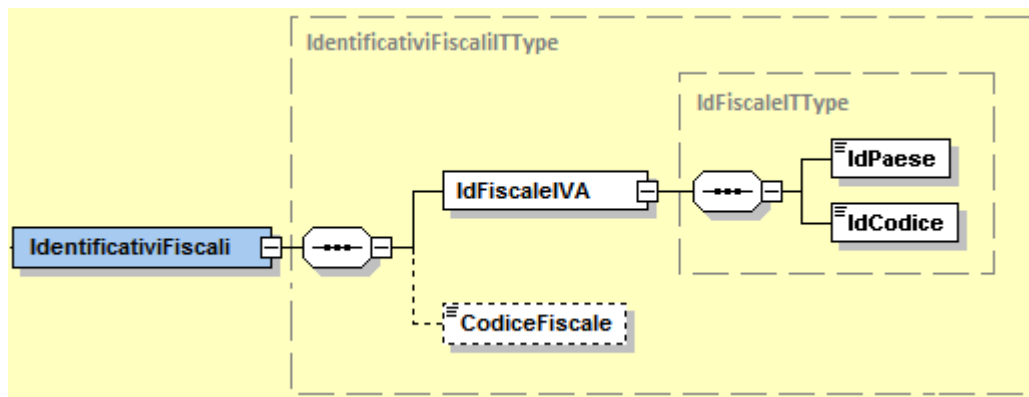 IdentificativiFiscaliITType
IdFiscaleITType
IdPaese
IdFiscaleIVA
IdCodice
IdentificativiFiscali
CodiceFiscale